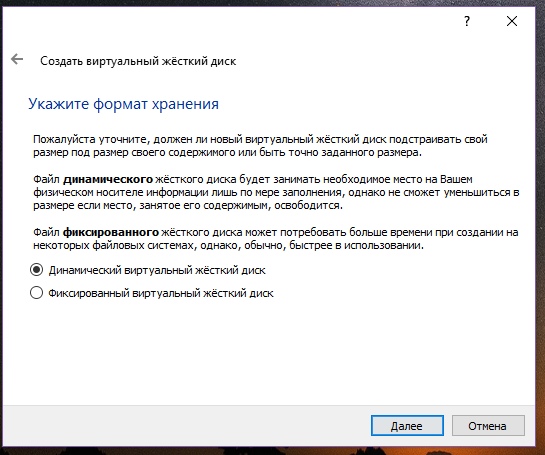 ?
Создать виртуальный жёсткий диск
Укажите формат хранения
Пожалуйста уточните, должен ли новый виртуальный жёсткий диск подстраивать свой
размер под размер своего содержимого или быть точно заданного размера.
Файл динамического жёсткого диска будет занимать необходимое место на Вашем
физическом носителе информации лишь по мере заполнения, однако не сможет уменьшиться в
размере если место, занятое его содержимым, освободится.
Файл фиксированного жёсткого диска может потребовать больше времени при создании на
некоторых файловых системах, однако, обычно, быстрее в использовании.
Динамический виртуальный жёсткий диск
Фиксированный виртуальный жёсткий диск
Далее
Отмена